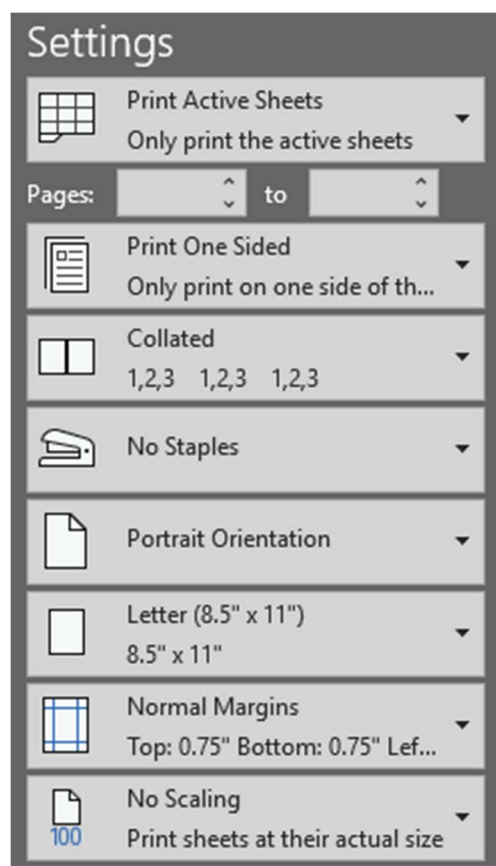 Settings
Print Active Sheets
Only print the active sheets
Pages: to
Print One Sided
Only print on one side of th...
Collated
1,2,3 1,2,3 1,2,3
No Staples
Portrait Orientation
Letter (8.5" x 11")
8.5" x 11"
Normal Margins
Top: 0.75" Bottom: 0.75" Lef...
No Scaling
100
Print sheets at their actual size